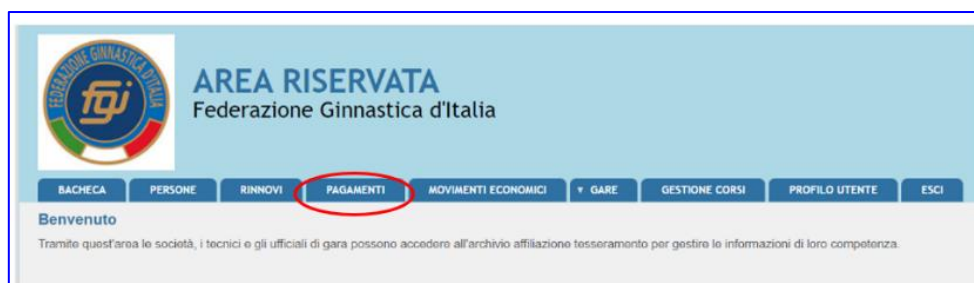 FEDERAZIONE GINNASTICA D'ITALIA
fgi
AREA RISERVATA
Federazione Ginnastica d'Italia
BACHECA PERSONE RINNOVI PAGAMENTI MOVIMENTI ECONOMICI ▼ GARE GESTIONE CORSI PROFILO UTENTE ESCI
Benvenuto
Tramite quest'area le società, i tecnici e gli ufficiali di gara possono accedere all'archivio affiliazione tesseramento per gestire le informazioni di loro competenza.